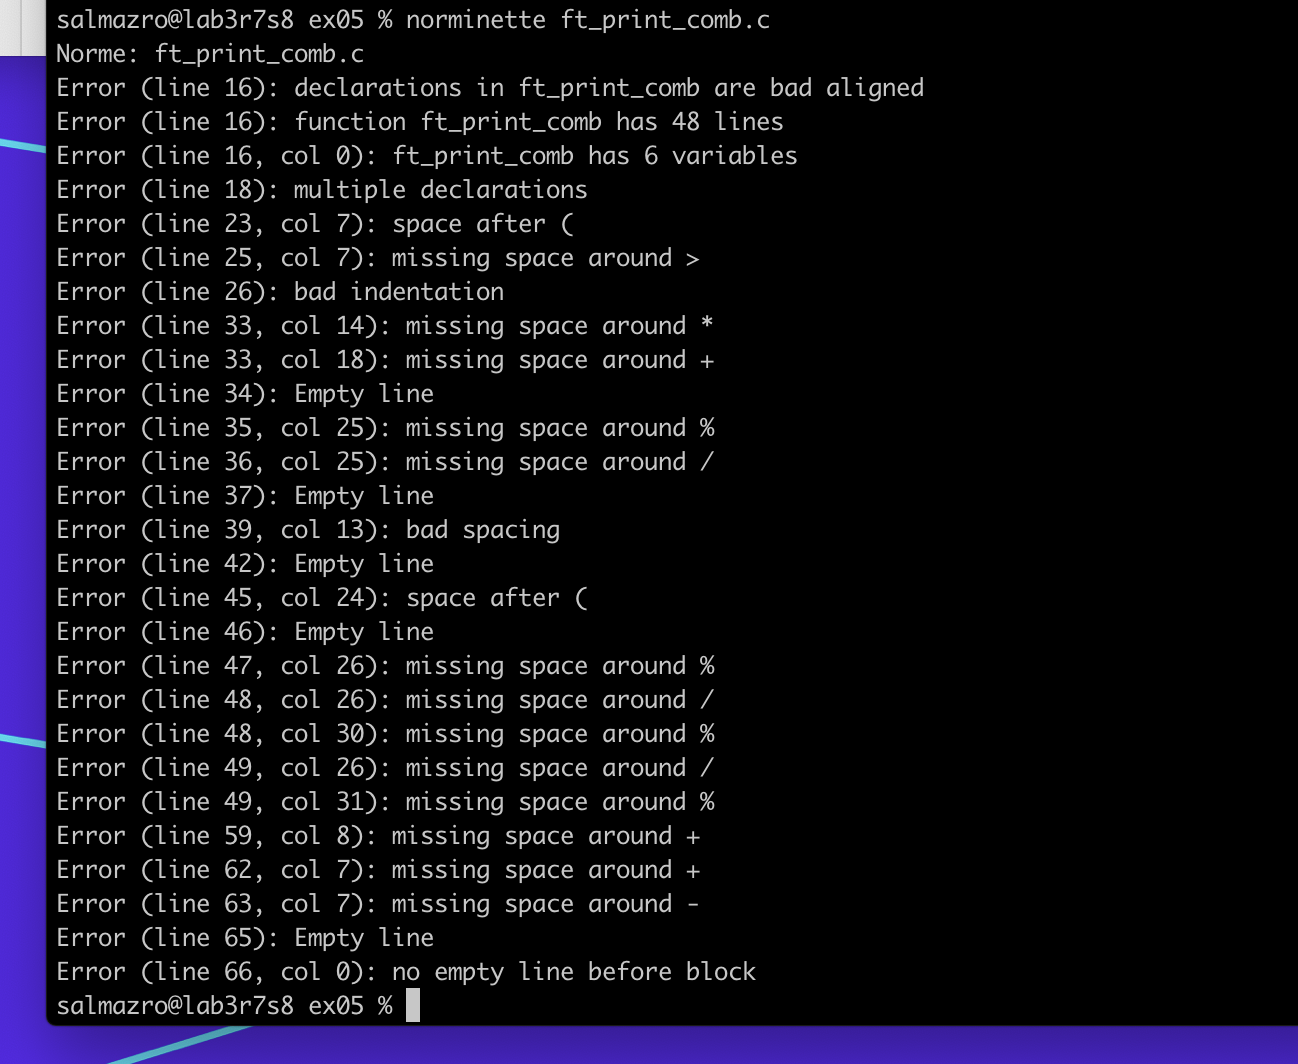 salmazro@lab3r7s8 ex05 % norminette ft_print_comb.c
Norme: ft_print_comb.c
Error (line 16): declarations in ft_print_comb are bad aligned
Error (line 16): function ft_print_comb has 48 lines
Error (line 16, col 0): ft_print_comb has 6 variables
Error (line 18): multiple declarations
Error (line 23, col 7): space after (
Error (line 25, col 7): missing space around >
Error (line 26): bad indentation
Error (line 33, col 14): missing space around *
Error (line 33, col 18): missing space around +
Error (line 34): Empty line
Error (line 35, col 25): missing space around %
Error (line 36, col 25): missing space around /
Error (line 37): Empty line
Error (line 39, col 13): bad spacing
Error (line 42): Empty line
Error (line 45, col 24): space after (
Error (line 46): Empty line
Error (line 47, col 26): missing space around %
Error (line 48, col 26): missing space around /
Error (line 48, col 30): missing space around %
Error (line 49, col 26): missing space around /
Error (line 49, col 31): missing space around %
Error (line 59, col 8): missing space around +
Error (line 62, col 7): missing space around +
Error (line 63, col 7): missing space around -
Error (line 65): Empty line
Error (line 66, col 0): no empty line before block
salmazro@lab3r7s8 ex05 %